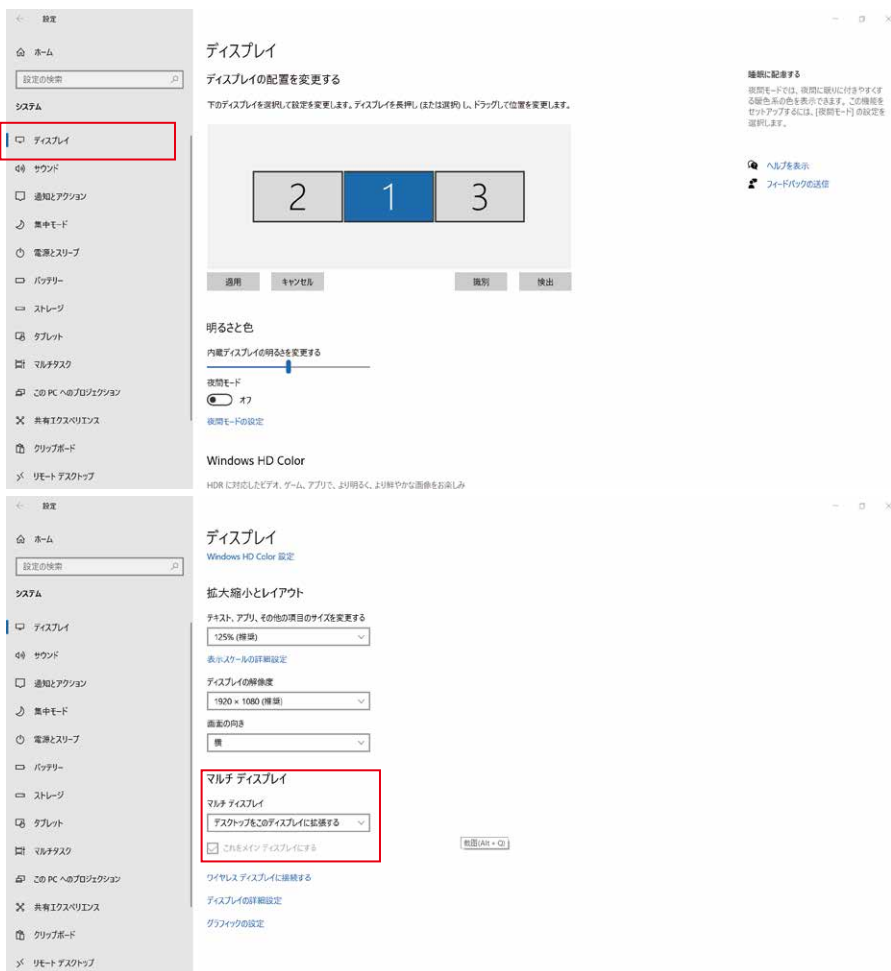 設定
ホーム
設定の検索
システム
ディスプレイ
サウンド
通知とアクション
集中モード
電源とスリープ
バッテリー
ストレージ
タブレット
マルチタスク
この PC へのプロジェクション
共有エクスペリエンス
クリップボード
リモート デスクトップ
ディスプレイ
ディスプレイの配置を変更する
下のディスプレイを選択して設定を変更します。ディスプレイを長押し (または選択) し、ドラッグして位置を変更します。
2 1 3
適用 キャンセル 識別 検出
明るさと色
内蔵ディスプレイの明るさを変更する
夜間モード
オフ
夜間モードの設定
Windows HD Color
HDR に対応したビデオ、ゲーム、アプリで、より明るく、より鮮やかな画像をお楽しみ
睡眠に配慮する
夜間モードでは、夜間に眠りに付きやすくす
る暖色系の色を表示できます。この機能を
セットアップするには、[夜間モード] の設定を
選択します。
ヘルプを表示
フィードバックの送信
設定
ホーム
設定の検索
システム
ディスプレイ
サウンド
通知とアクション
集中モード
電源とスリープ
バッテリー
ストレージ
タブレット
マルチタスク
この PC へのプロジェクション
共有エクスペリエンス
クリップボード
リモート デスクトップ
ディスプレイ
Windows HD Color 設定
拡大縮小とレイアウト
テキスト、アプリ、その他の項目のサイズを変更する
125% (推奨)
表示スケールの詳細設定
ディスプレイの解像度
1920 × 1080 (推奨)
画面の向き
横
マルチ ディスプレイ
マルチ ディスプレイ
デスクトップをこのディスプレイに拡張する
これをメイン ディスプレイにする
ワイヤレス ディスプレイに接続する
ディスプレイの詳細設定
グラフィックの設定
截图(Alt + Q)